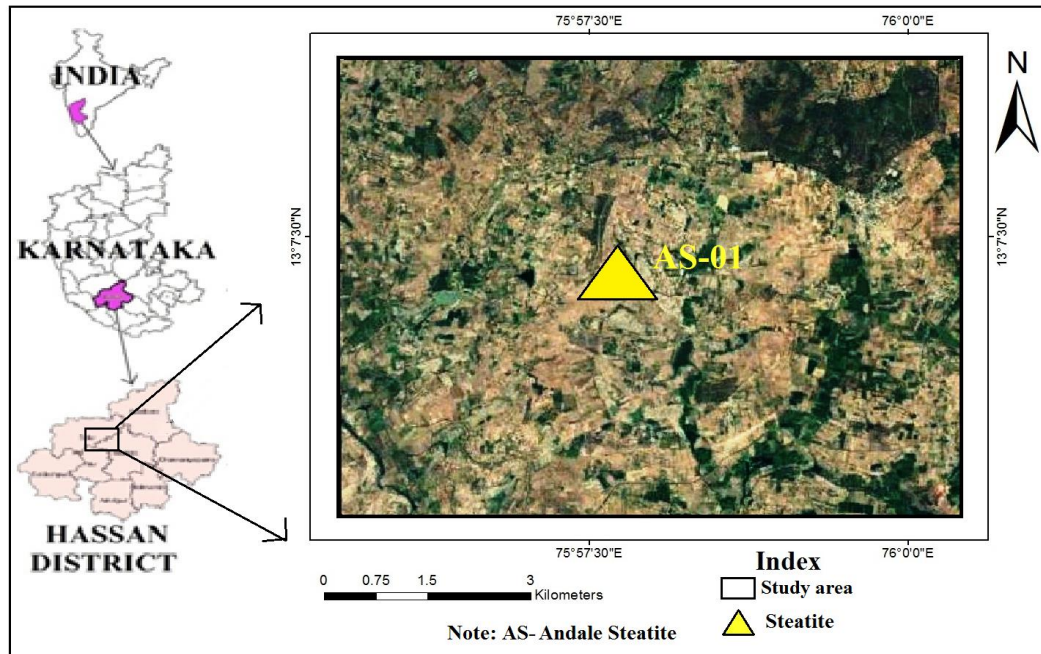 INDIA
KARNATAKA
HASSAN
DISTRICT
75°57'30"E
76°0'0"E
N
13°7'30"N
13°7'30"N
AS-01
75°57'30"E
76°0'0"E
0 0.75 1.5 3
Kilometers
Index
Study area
Steatite
Note: AS- Andale Steatite